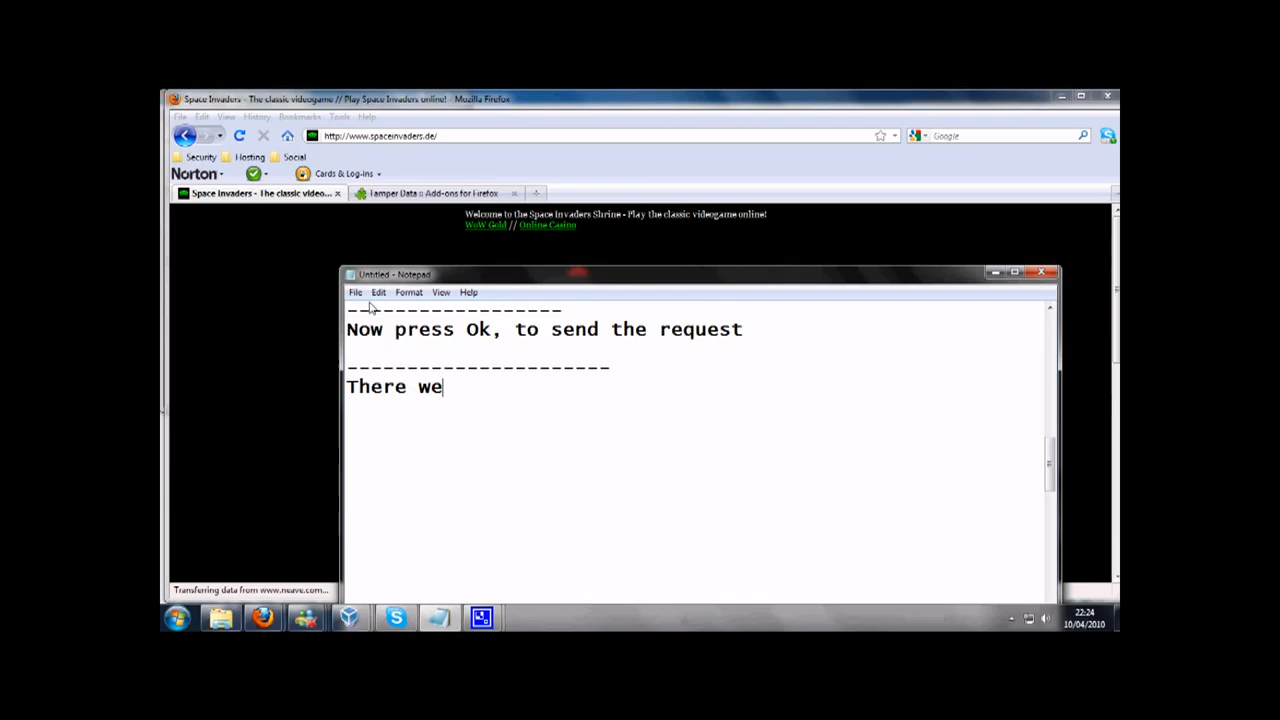 Space Invaders - The classic videogame // Play Space Invaders online! - Mozilla Firefox
File Edit View History Bookmarks Tools Help
http://www.spaceinvaders.de/
Google
Security Hosting Social
Norton Cards & Log-ins
Space Invaders - The classic video... Tamper Data :: Add-ons for Firefox
Welcome to the Space Invaders Shrine - Play the classic videogame online!
WoW Gold // Online Casino
Untitled - Notepad
File Edit Format View Help
------------------
Now press Ok, to send the request
----------------------
There we
Transferring data from www.neave.com...
22:24
10/04/2010